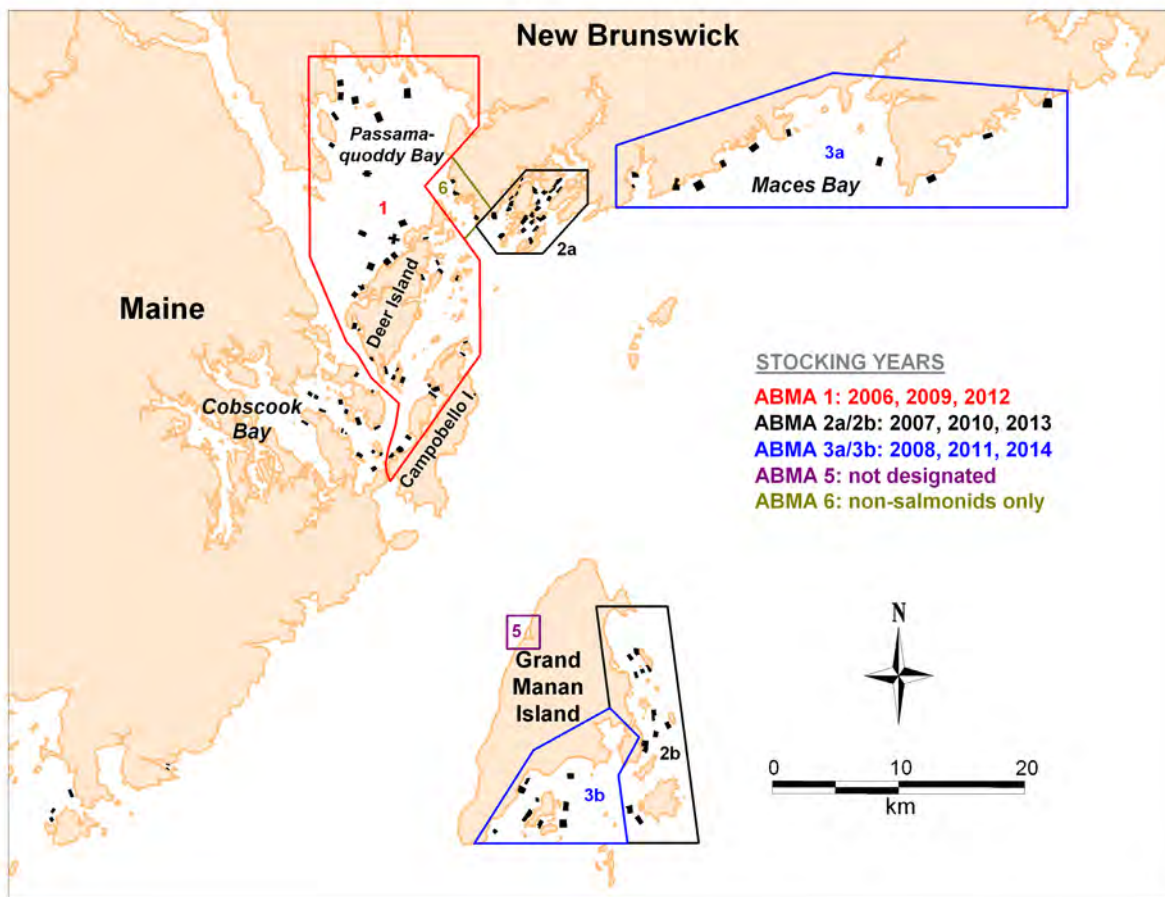 New Brunswick
Passama-
quoddy Bay
3a
Maces Bay
6
1
2a
Deer Island
Maine
STOCKING YEARS
ABMA 1: 2006, 2009, 2012
ABMA 2a/2b: 2007, 2010, 2013
ABMA 3a/3b: 2008, 2011, 2014
ABMA 5: not designated
ABMA 6: non-salmonids only
Cobscook
Bay
Campobello I.
5
Grand
Manan
Island
N
2b
3b
0 10 20
km